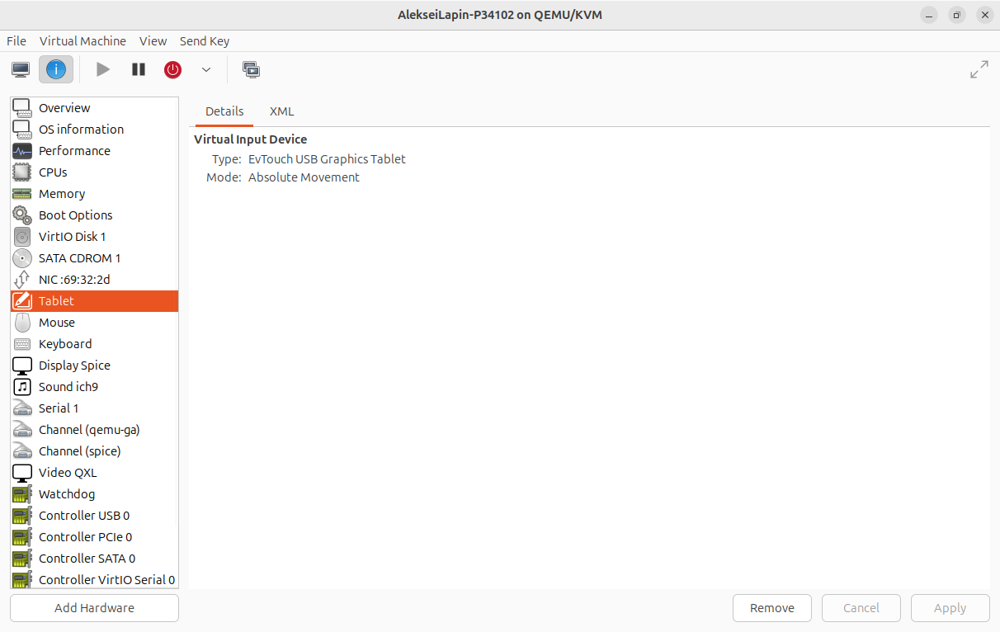 AlekseiLapin-P34102 on QEMU/KVM
File Virtual Machine View Send Key
Overview
OS information
Performance
CPUs
Memory
Boot Options
VirtIO Disk 1
SATA CDROM 1
NIC :69:32:2d
Tablet
Mouse
Keyboard
Display Spice
Sound ich9
Serial 1
Channel (qemu-ga)
Channel (spice)
Video QXL
Watchdog
Controller USB 0
Controller PCIe 0
Controller SATA 0
Controller VirtIO Serial 0
Add Hardware
Details XML
Virtual Input Device
Type: EvTouch USB Graphics Tablet
Mode: Absolute Movement
Remove Cancel Apply